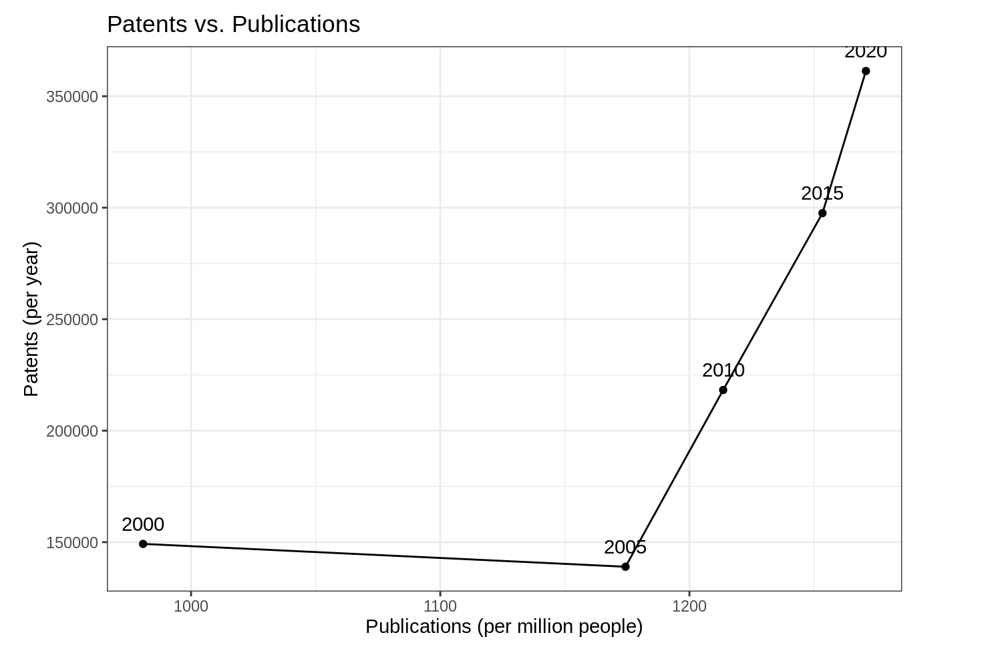 Patents vs. Publications
2020
350000
2015
300000
Patents (per year)
250000
2010
200000
2000
2005
150000
1000 1100 1200
Publications (per million people)